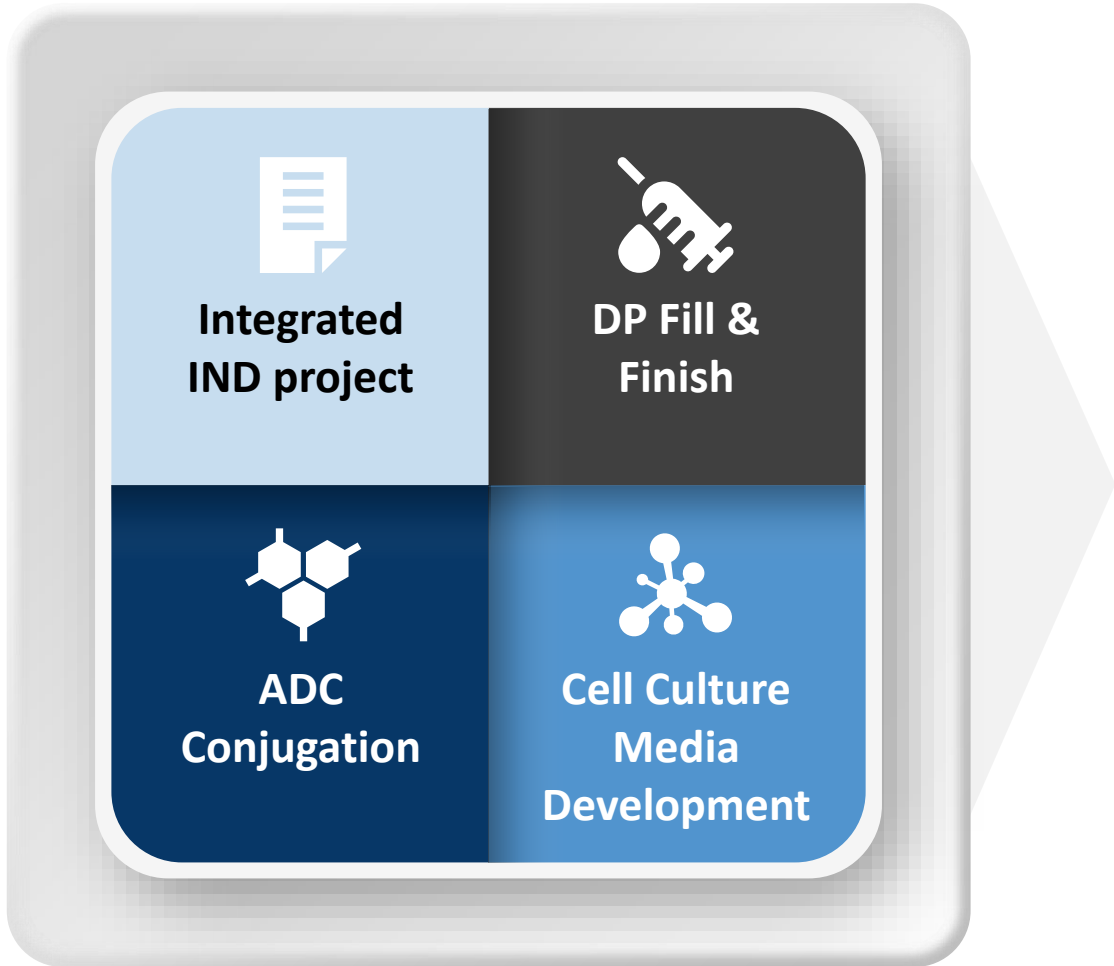 Integrated
IND project
DP Fill &
Finish
ADC
Conjugation
Cell Culture
Media
Development